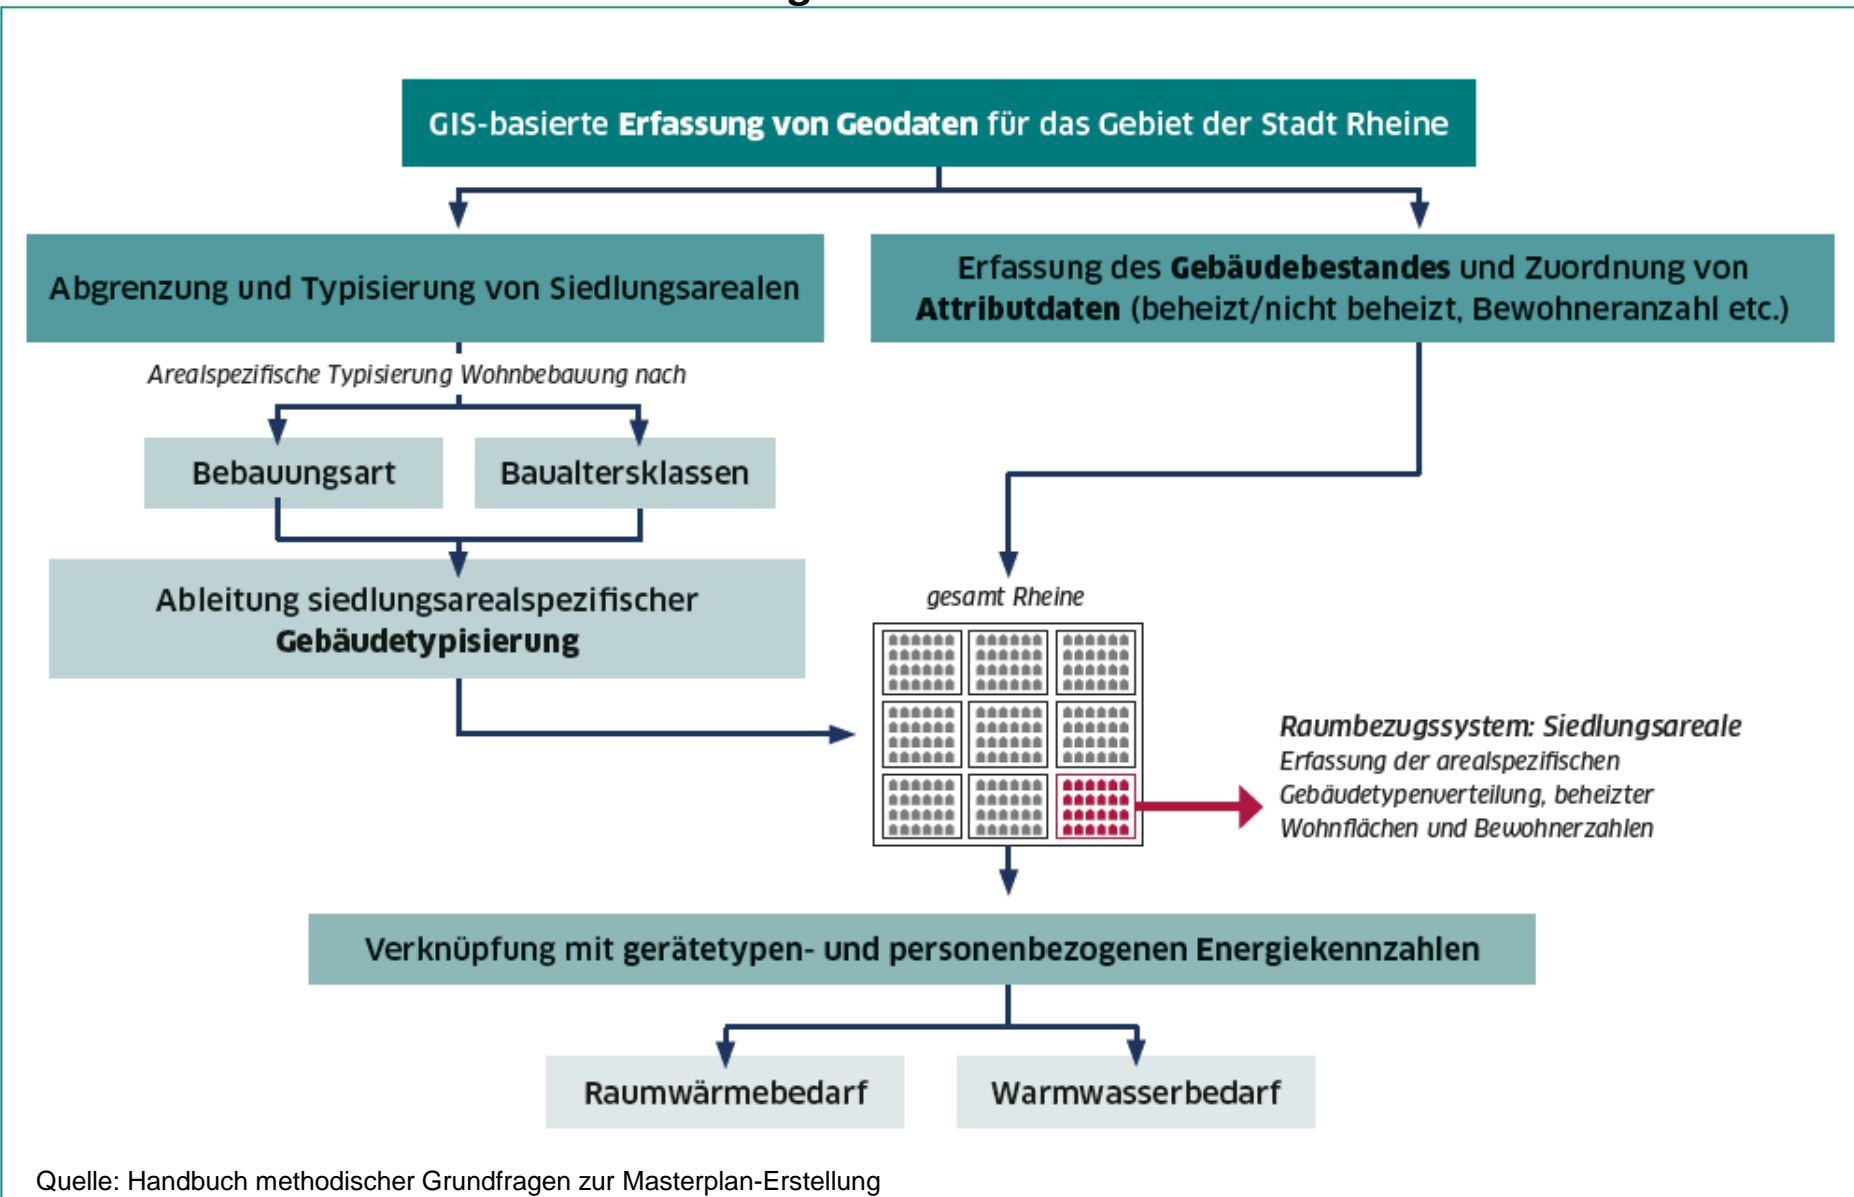 GIS-basierte Erfassung von Geodaten für das Gebiet der Stadt Rheine
Abgrenzung und Typisierung von Siedlungsarealen
Erfassung des Gebäudebestandes und Zuordnung von
Attributdaten (beheizt/nicht beheizt, Bewohneranzahl etc.)
Arealspezifische Typisierung Wohnbebauung nach
Bebauungsart
Baualtersklassen
Ableitung siedlungsarealspezifischer
Gebäudetypisierung
gesamt Rheine
Raumbezugssystem: Siedlungsareale
Erfassung der arealspezifischen
Gebäudetypenverteilung, beheizter
Wohnflächen und Bewohnerzahlen
Verknüpfung mit gerätetypen- und personenbezogenen Energiekennzahlen
Raumwärmebedarf
Warmwasserbedarf
Quelle: Handbuch methodischer Grundfragen zur Masterplan-Erstellung